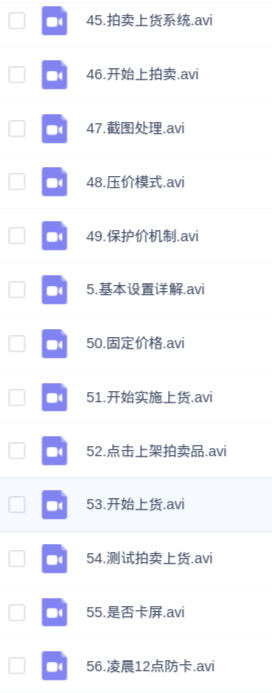 45.拍卖上货系统.avi
46.开始上拍卖.avi
47.截图处理.avi
48.压价模式.avi
49.保护价机制.avi
5.基本设置详解.avi
50.固定价格.avi
51.开始实施上货.avi
52.点击上架拍卖品.avi
53.开始上货.avi
54.测试拍卖上货.avi
55.是否卡屏.avi
56.凌晨12点防卡.avi